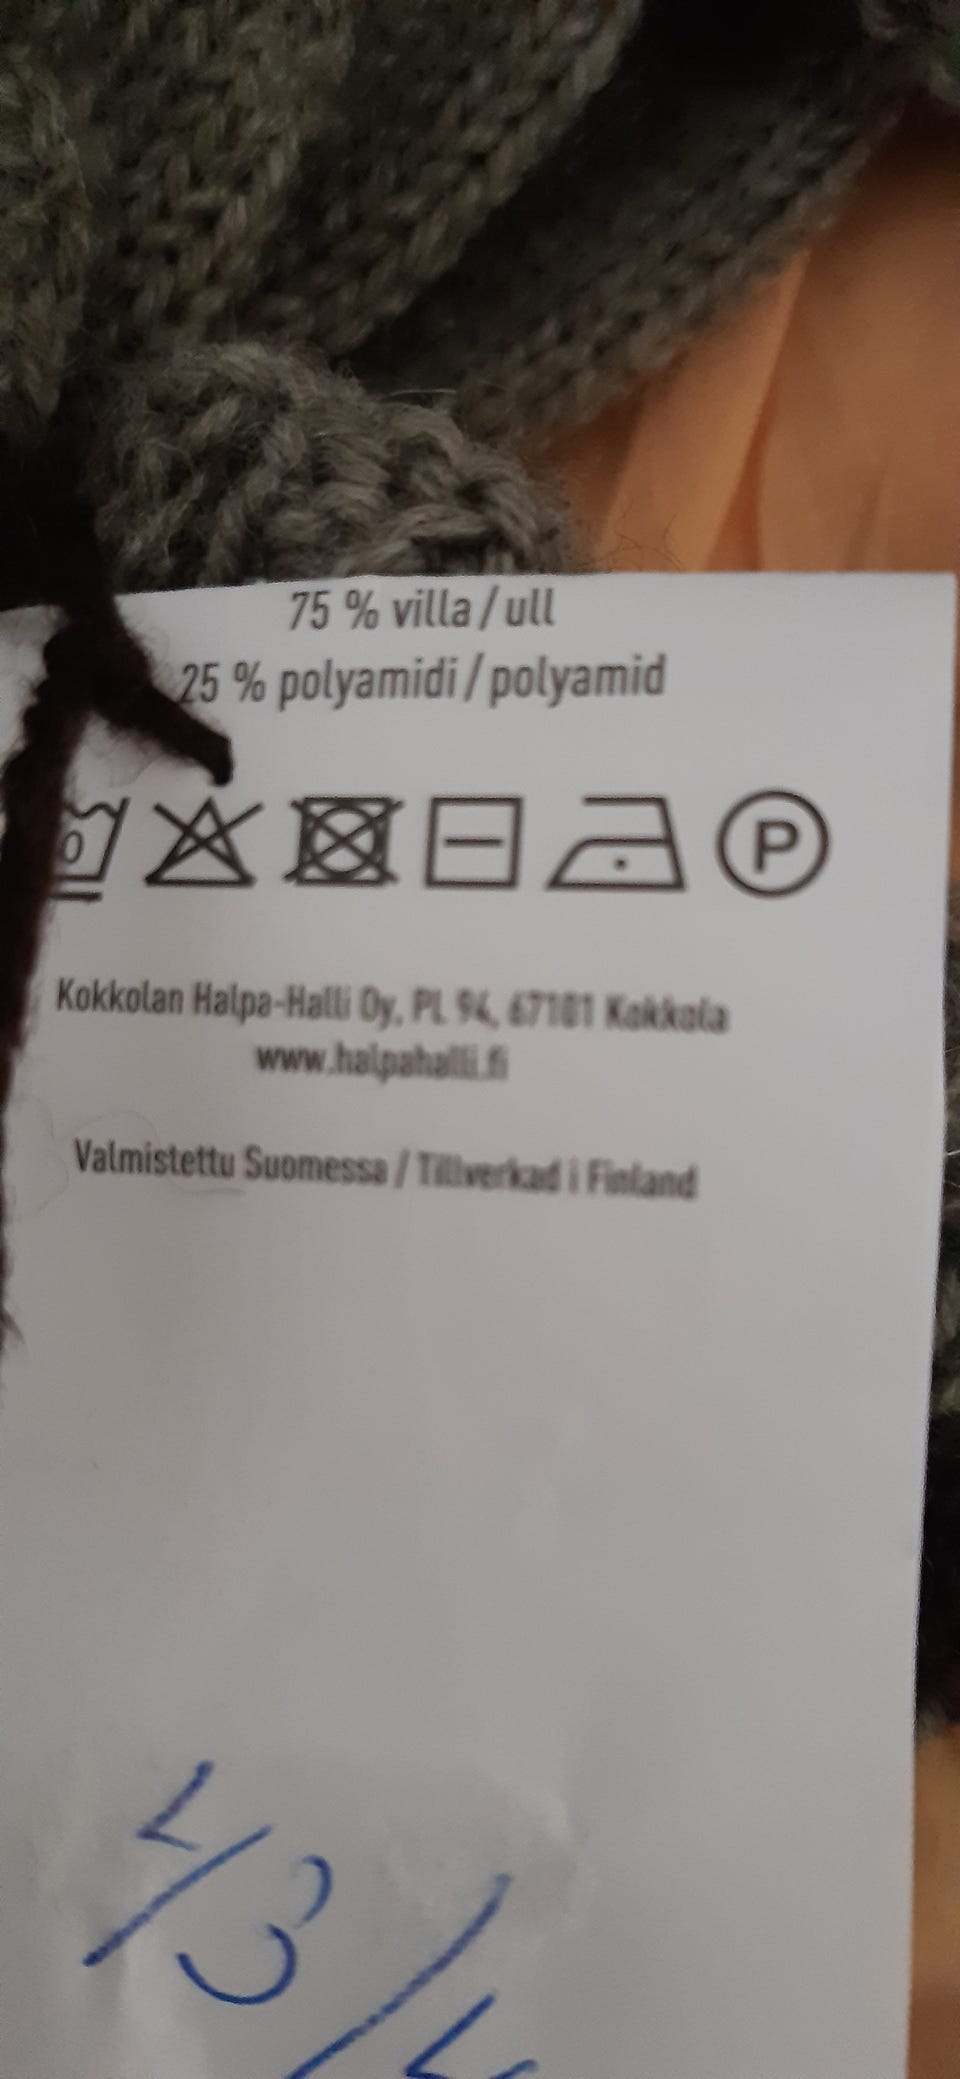 75 % villa / ull
25 % polyamidi / polyamid
P
Kokkolan Halpa-Halli Oy, PL 94, 67101 Kokkola
www.halpahalli.fi
Valmistettu Suomessa / Tillverkad i Finland